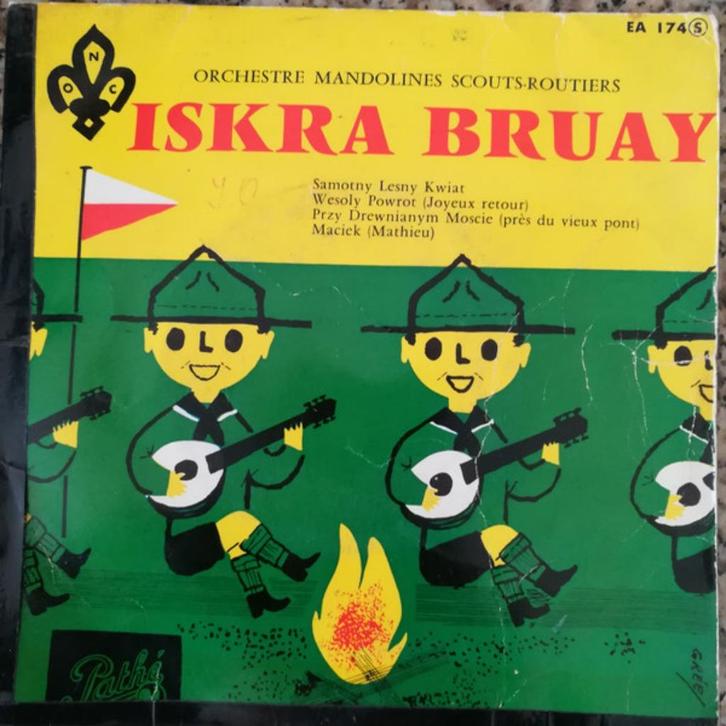 EA 174 Ⓢ
O N C
ORCHESTRE MANDOLINES SCOUTS-ROUTIERS
ISKRA BRUAY
Samotny Lesny Kwiat
Wesoly Powrot (Joyeux retour)
Przy Drewnianym Moscie (près du vieux pont)
Maciek (Mathieu)
Pathé